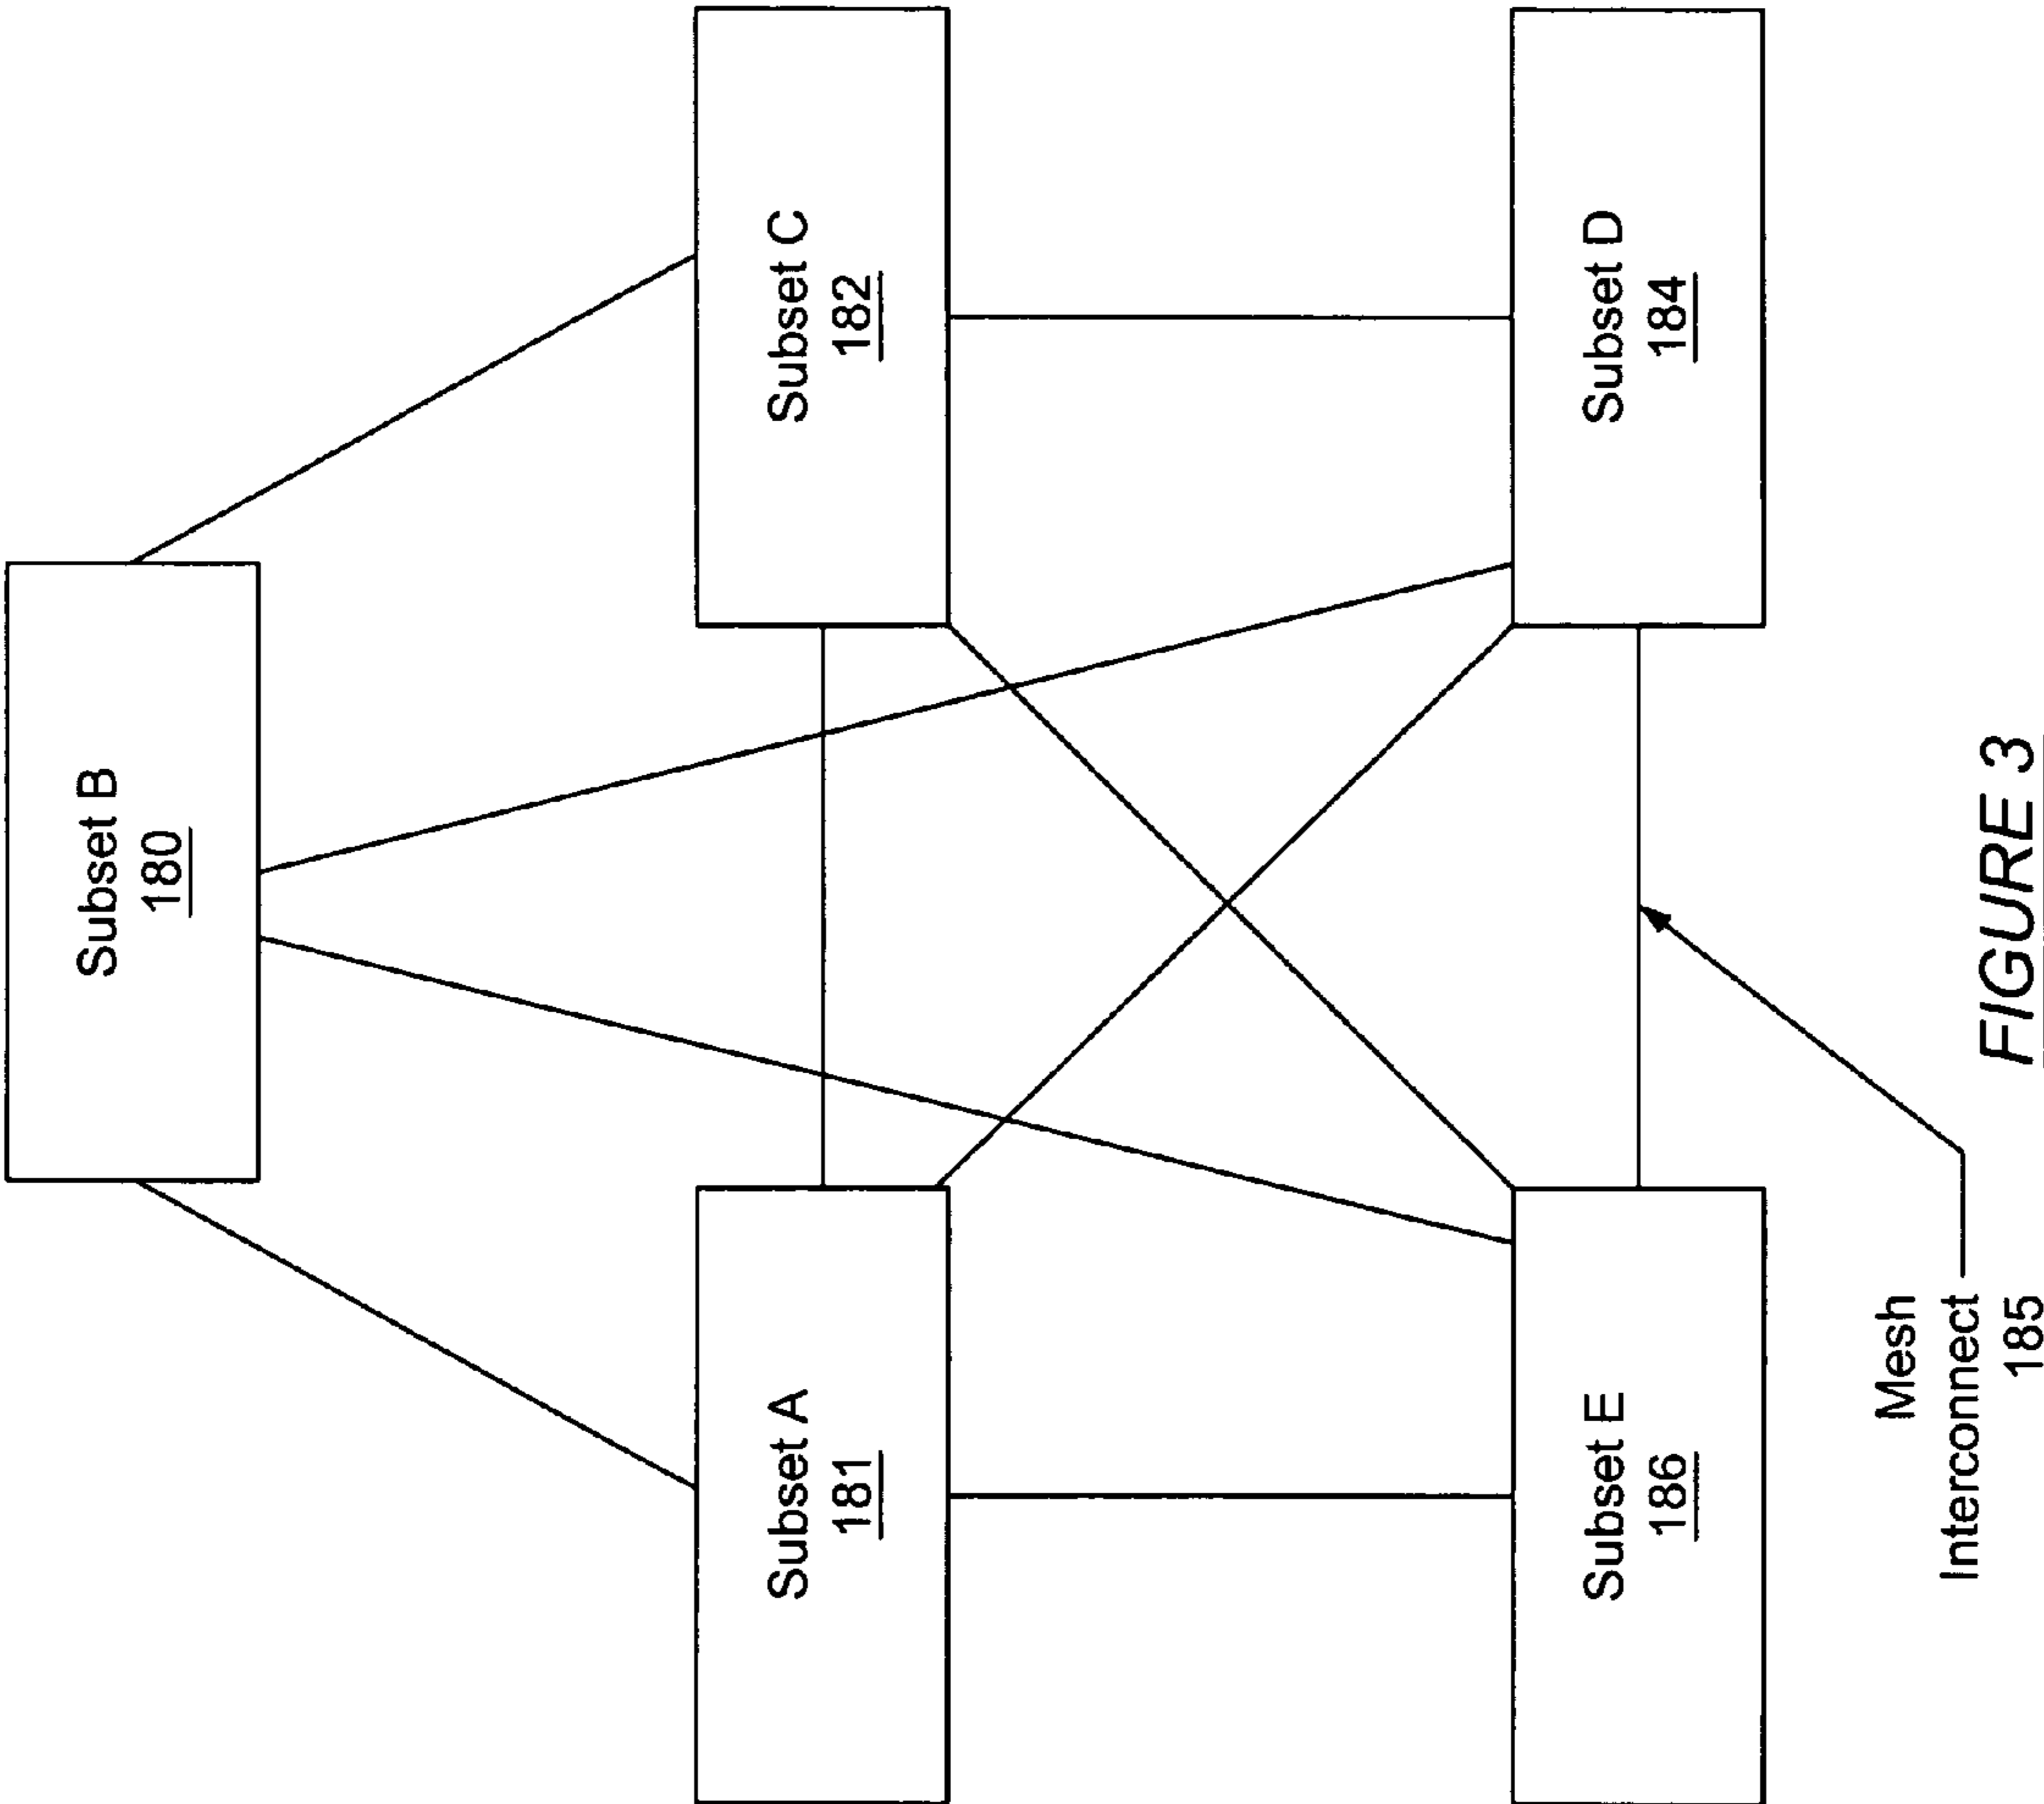 Subset B
180
Subset A
181
Subset C
182
Subset E
186
Subset D
184
Mesh
Interconnect
185
FIGURE 3